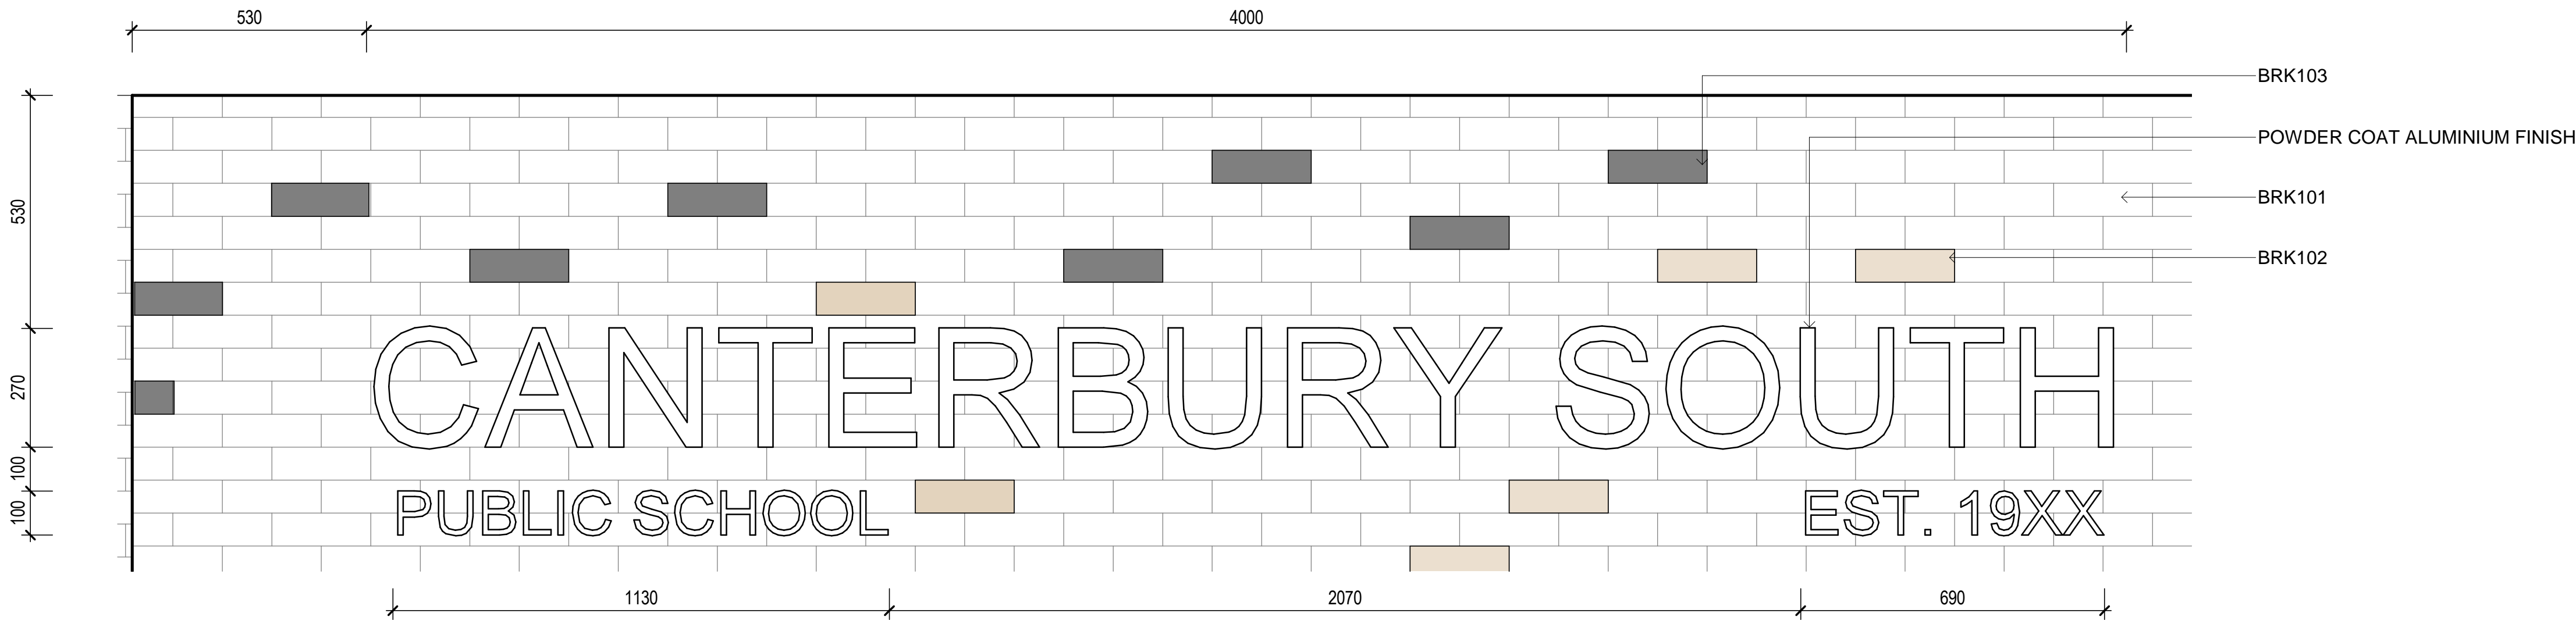 530
4000
BRK103
POWDER COAT ALUMINIUM FINISH
BRK101
BRK102
530
270
100
100
CANTERBURY SOUTH
PUBLIC SCHOOL
EST. 19XX
1130
2070
690